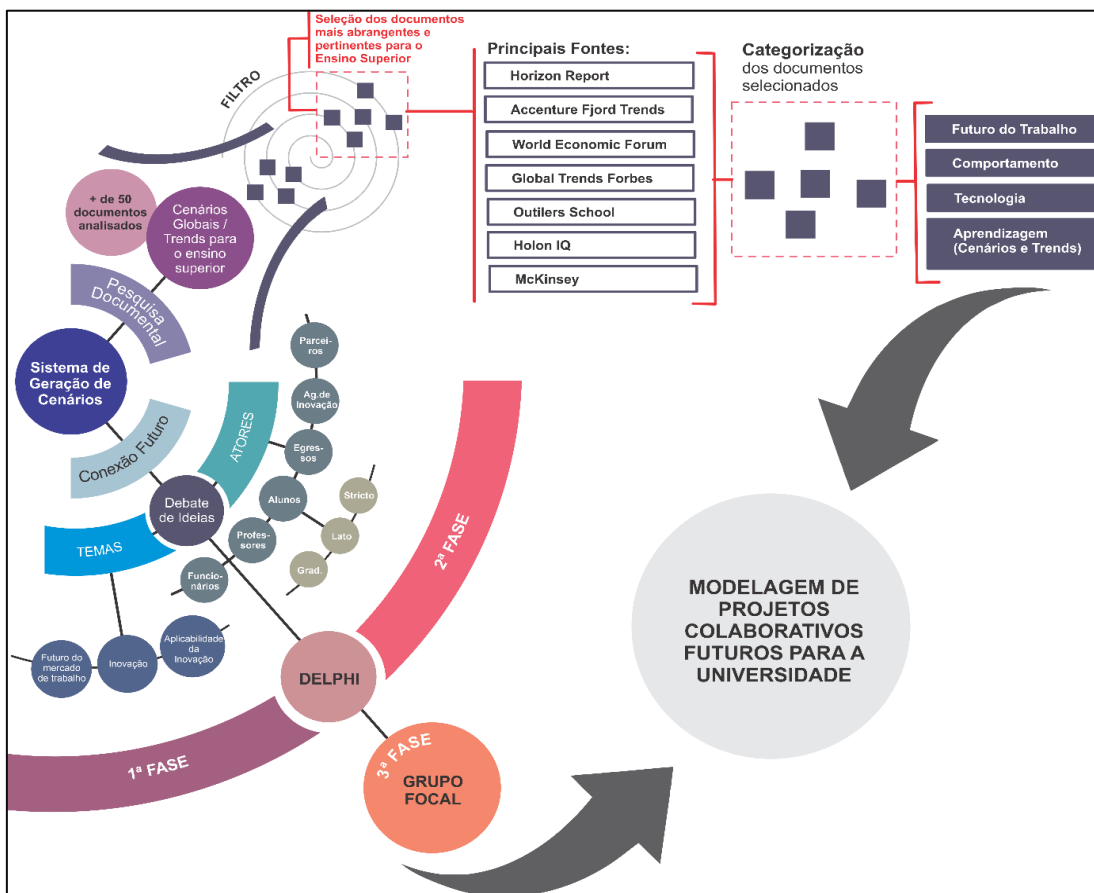 Seleção dos documentos
mais abrangentes e
pertinentes para o
Ensino Superior
FILTRO
Principais Fontes:
Horizon Report
Accenture Fjord Trends
World Economic Forum
Global Trends Forbes
Outilers School
Holon IQ
McKinsey
Categorização
dos documentos
selecionados
Futuro do Trabalho
Comportamento
Tecnologia
Aprendizagem
(Cenários e Trends)
+ de 50
documentos
analisados
Cenários
Globais /
Trends para
o ensino
superior
Pesquisa
Documental
Sistema de
Geração de
Cenários
Conexão Futuro
Debate
de Ideias
ATORES
Parcei-
ros
Ag.de
Inovação
Egres-
sos
Alunos
Profes-
sores
Funcio-
nários
Stricto
Lato
Grad.
TEMAS
Futuro do
mercado
de trabalho
Inovação
Aplicabilidade
da
Inovação
1ª FASE
2ª FASE
DELPHI
3ª FASE
GRUPO
FOCAL
MODELAGEM DE
PROJETOS
COLABORATIVOS
FUTUROS PARA A
UNIVERSIDADE